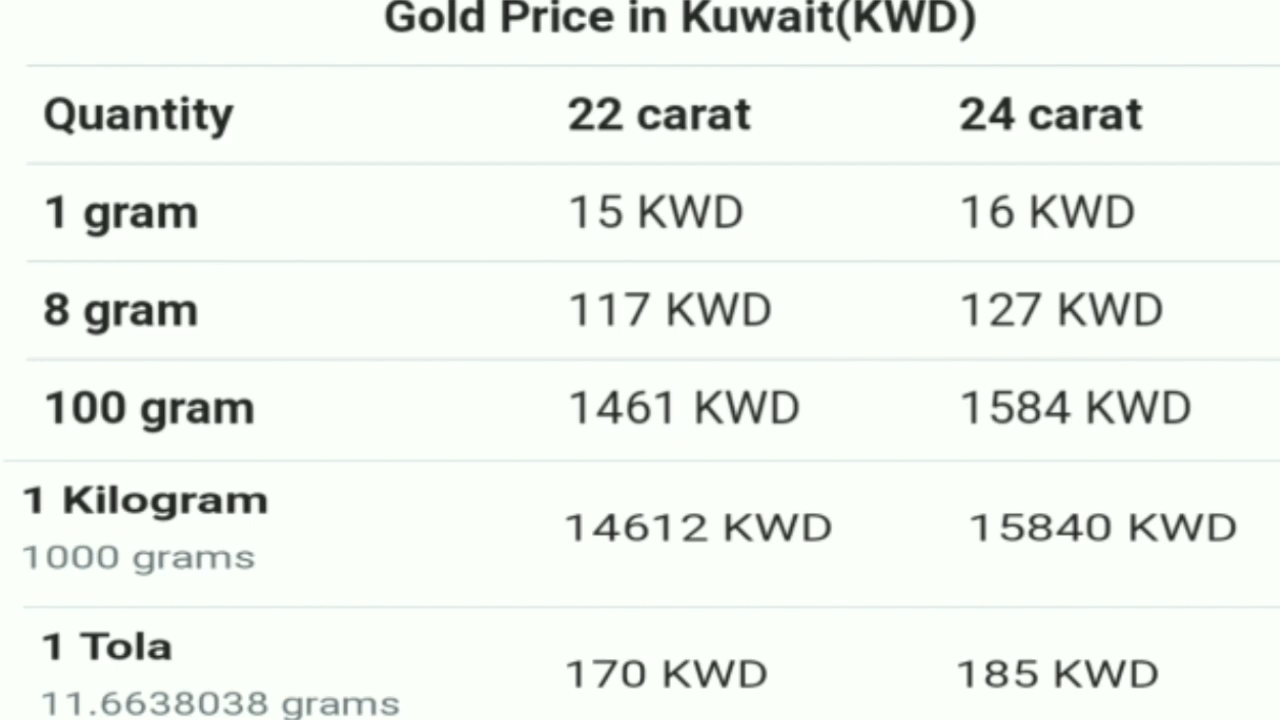 Gold Price in Kuwait(KWD)
Quantity 22 carat 24 carat
1 gram 15 KWD 16 KWD
8 gram 117 KWD 127 KWD
100 gram 1461 KWD 1584 KWD
1 Kilogram
1000 grams 14612 KWD 15840 KWD
1 Tola
11.6638038 grams 170 KWD 185 KWD